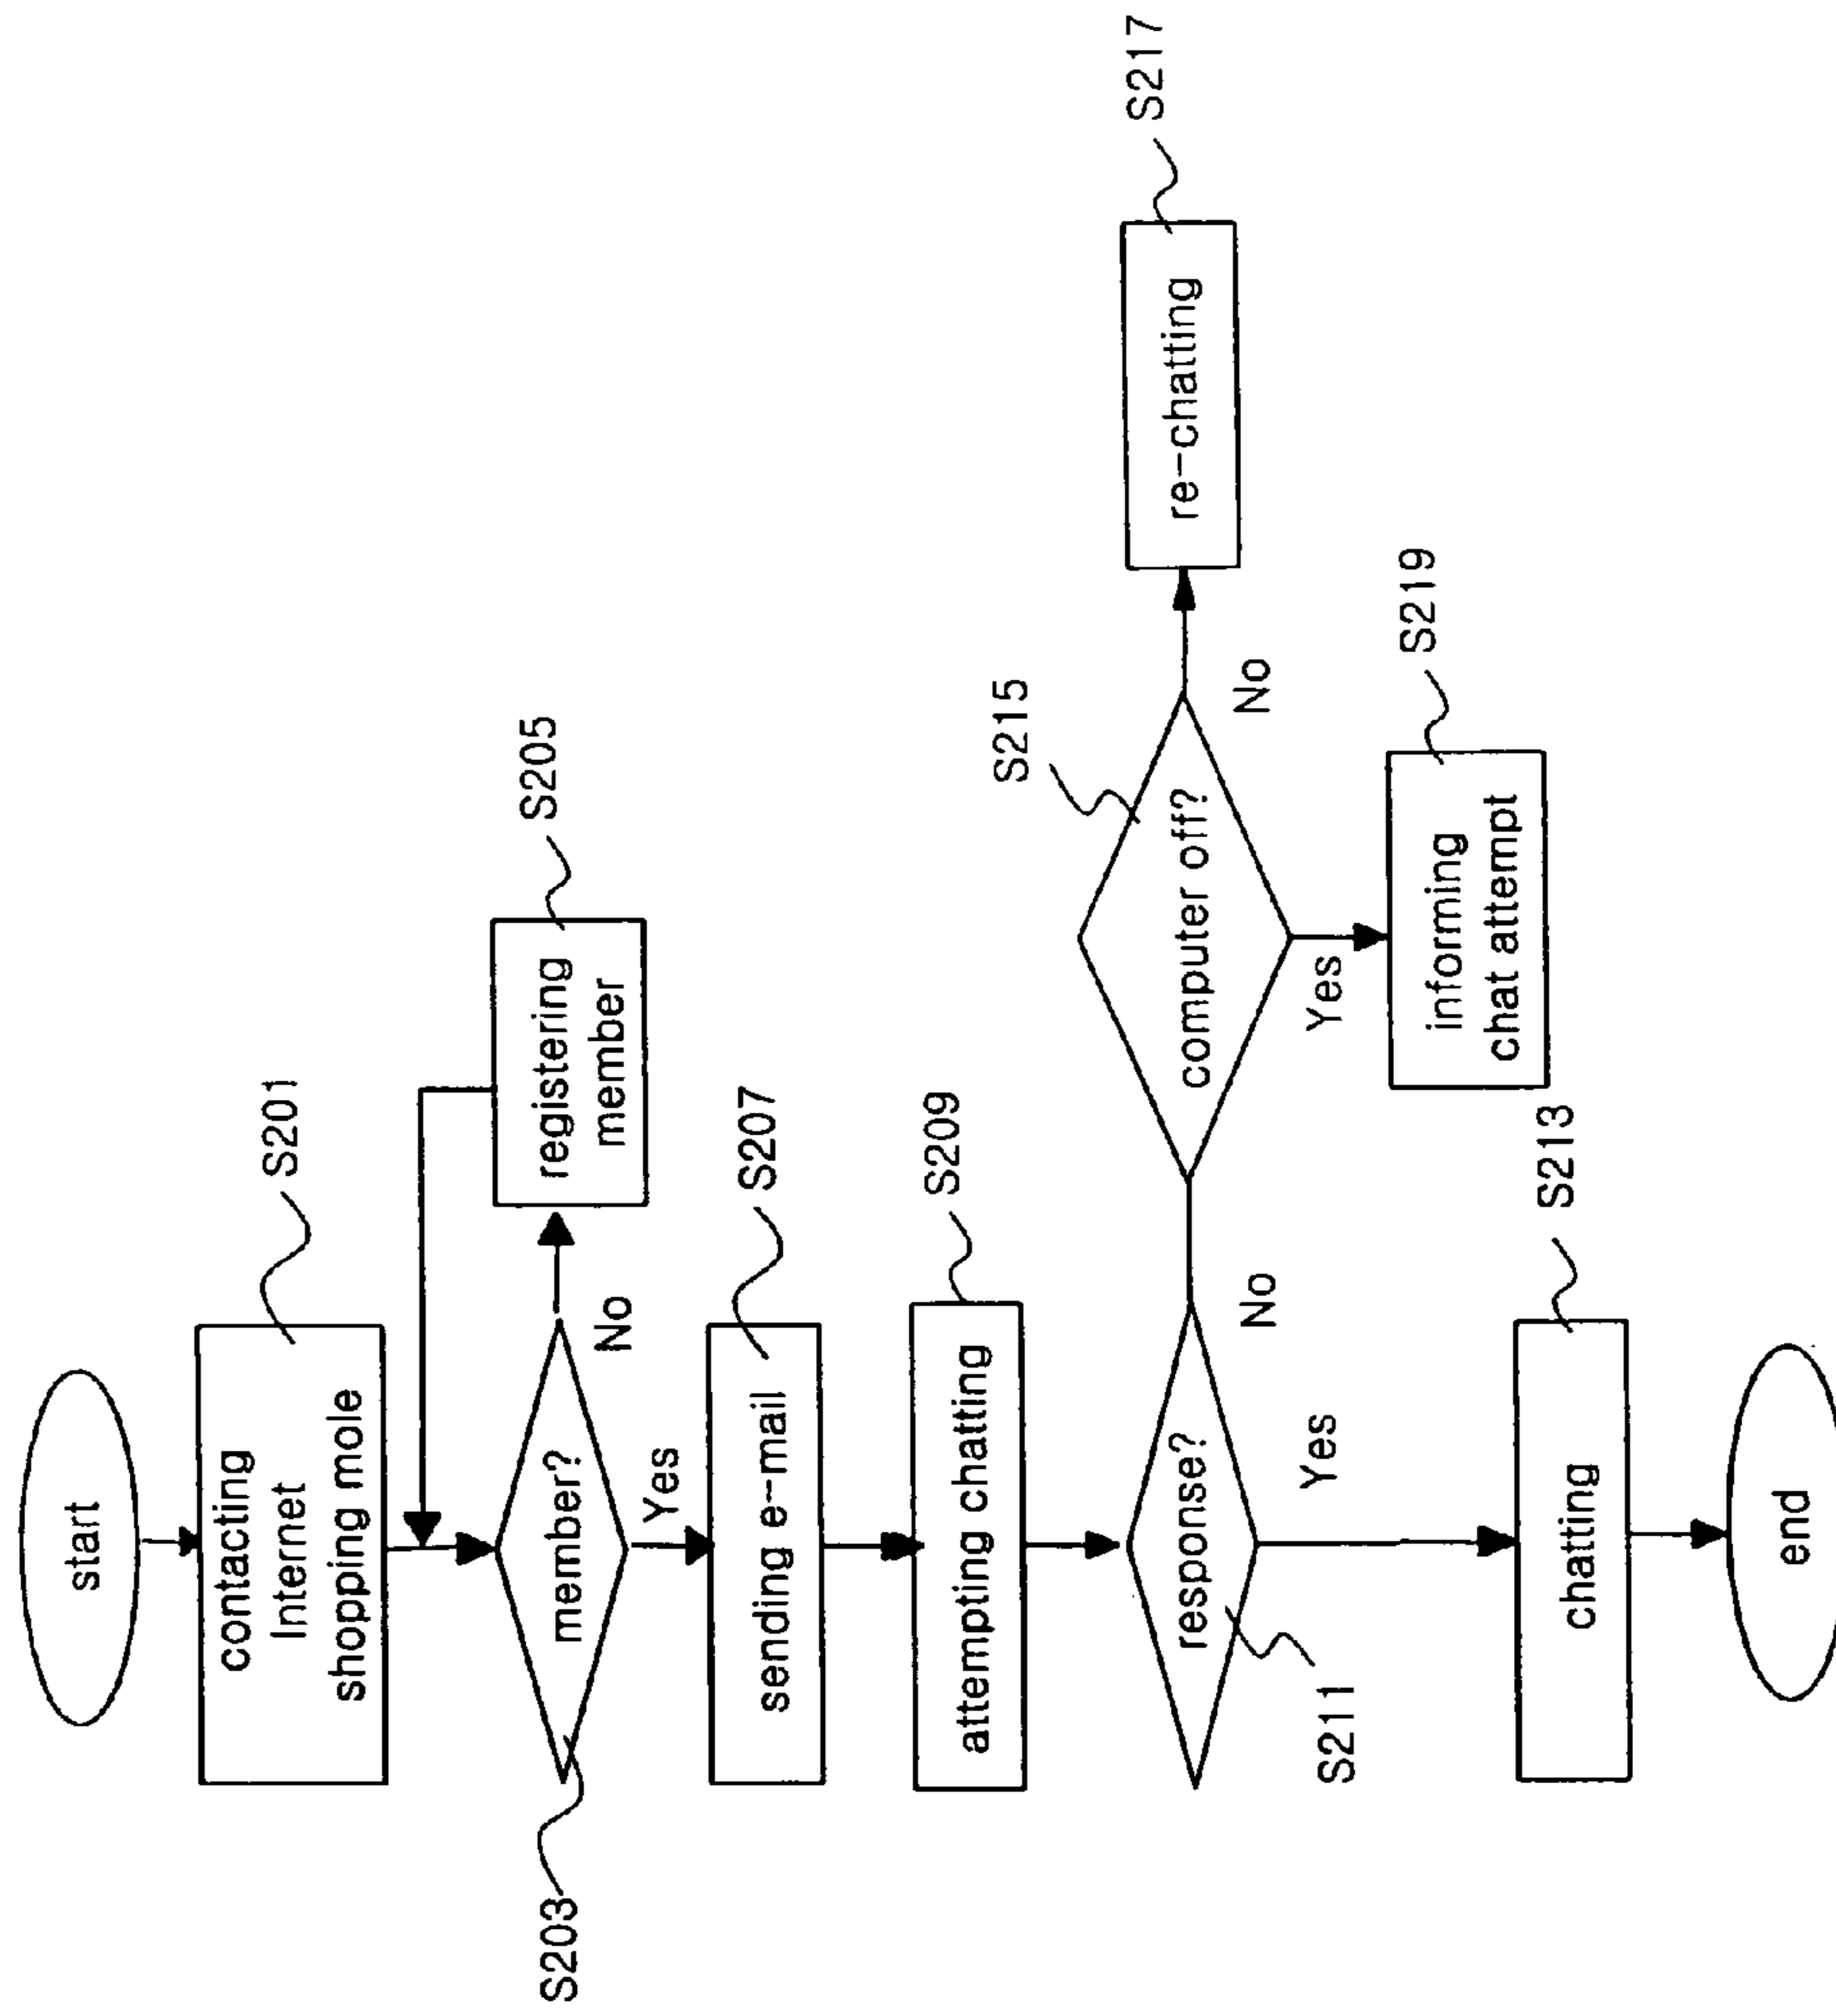 start
contacting
Internet
shopping mole
S201
member?
S203
No
registering
member
S205
Yes
sending e-mail
S207
attempting chatting
S209
response?
S211
No
computer off?
S215
No
re-chatting
S217
Yes
informing
chat attempt
S219
Yes
chatting
S213
end